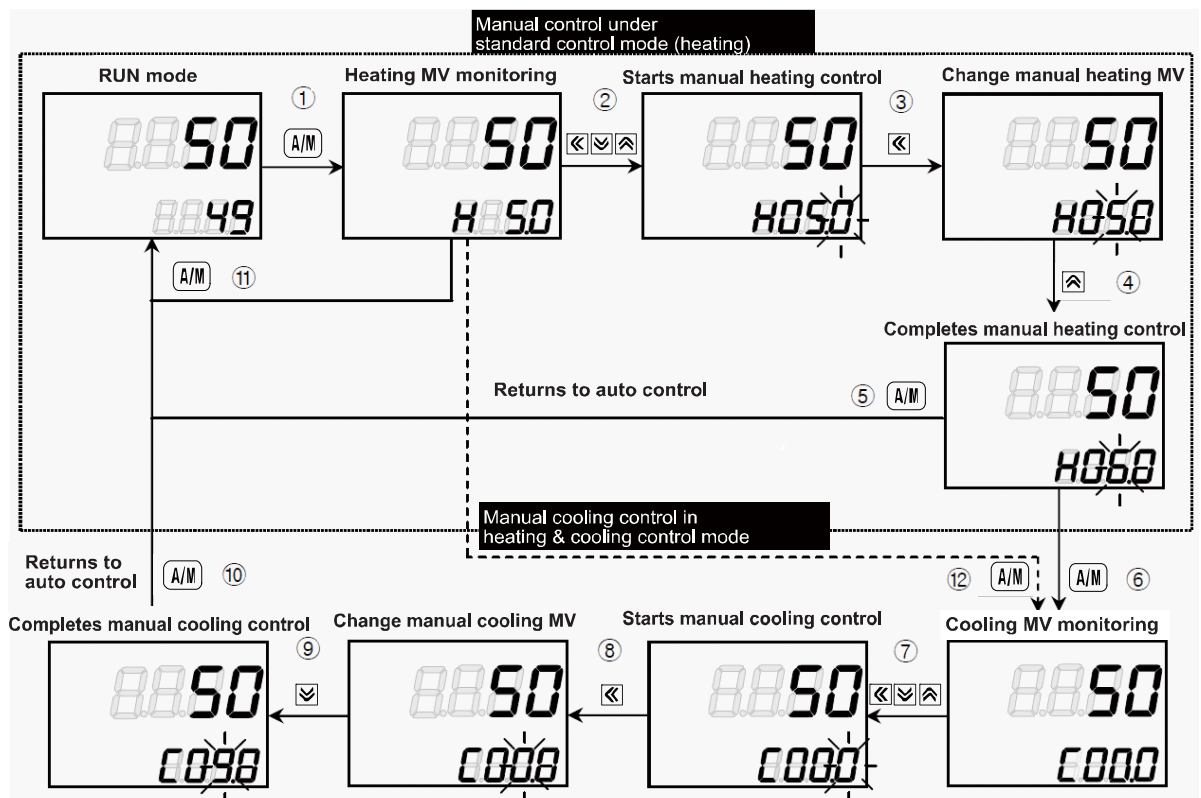 Manual control under
standard control mode (heating)
RUN mode
Heating MV monitoring
Starts manual heating control
Change manual heating MV
① A/M
②
③
50
50
50
50
49
H 5.0
H05.0
H05.0
A/M ⑪
④
Completes manual heating control
Returns to auto control
⑤ A/M
50
H06.0
Manual cooling control in
heating & cooling control mode
Returns to
auto control
A/M ⑩
⑫ A/M
A/M ⑥
Completes manual cooling control
Change manual cooling MV
Starts manual cooling control
Cooling MV monitoring
⑨
⑧
⑦
50
50
50
50
C09.0
C00.0
C00.0
C00.0